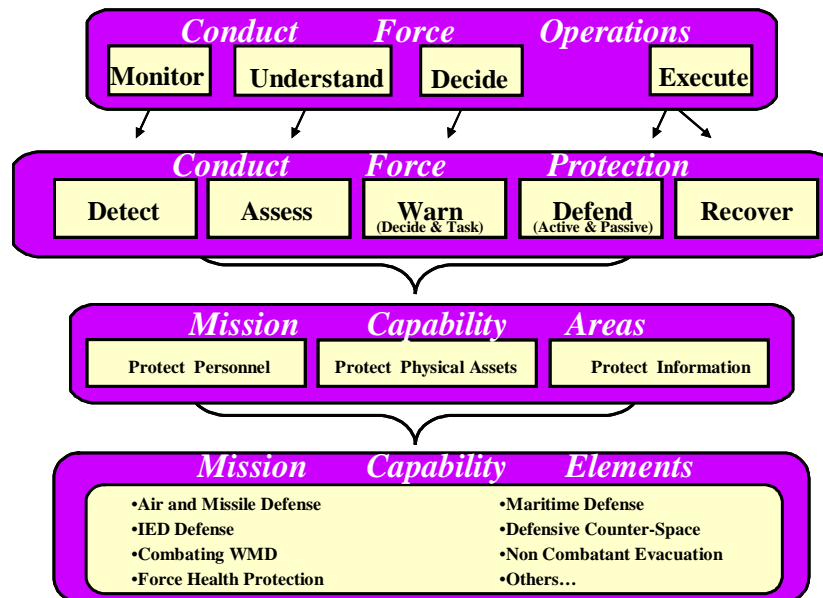 Conduct Force Operations
Monitor Understand Decide Execute
Conduct Force Protection
Detect Assess Warn Defend Recover
(Decide & Task) (Active & Passive)
Mission Capability Areas
Protect Personnel Protect Physical Assets Protect Information
Mission Capability Elements
•Air and Missile Defense
•IED Defense
•Combating WMD
•Force Health Protection
•Maritime Defense
•Defensive Counter-Space
•Non Combatant Evacuation
•Others…